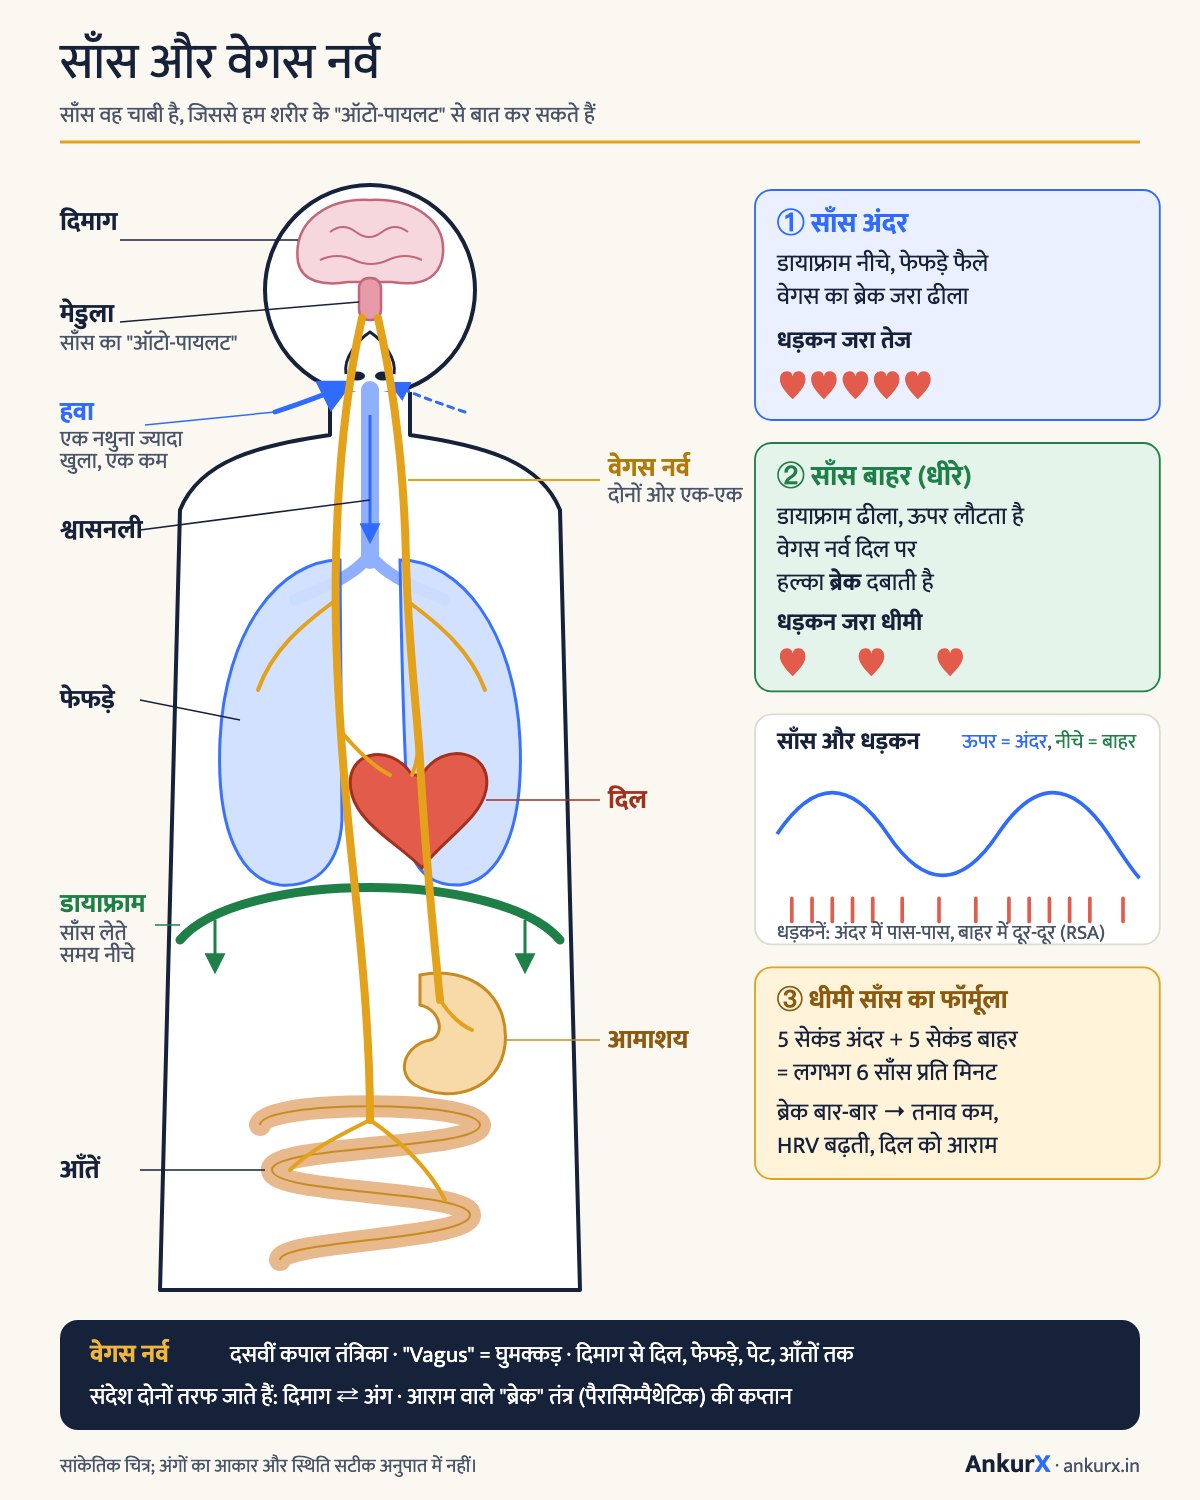 साँस और वेगस नर्व
साँस वह चाबी है, जिससे हम शरीर के "ऑटो-पायलट" से बात कर सकते हैं
दिमाग
मेडुला
साँस का "ऑटो-पायलट"
हवा
एक नथुना ज्यादा
खुला, एक कम
श्वासनली
फेफड़े
डायाफ्राम
साँस लेते
समय नीचे
आँतें
वेगस नर्व
दोनों ओर एक-एक
दिल
आमाशय
① साँस अंदर
डायाफ्राम नीचे, फेफड़े फैले
वेगस का ब्रेक जरा ढीला
धड़कन जरा तेज
② साँस बाहर (धीरे)
डायाफ्राम ढीला, ऊपर लौटता है
वेगस नर्व दिल पर
हल्का ब्रेक दबाती है
धड़कन जरा धीमी
साँस और धड़कन ऊपर = अंदर, नीचे = बाहर
धड़कनें: अंदर में पास-पास, बाहर में दूर-दूर (RSA)
③ धीमी साँस का फॉर्मूला
5 सेकंड अंदर + 5 सेकंड बाहर
= लगभग 6 साँस प्रति मिनट
ब्रेक बार-बार → तनाव कम,
HRV बढ़ती, दिल को आराम
वेगस नर्व दसवीं कपाल तंत्रिका · "Vagus" = घुमक्कड़ · दिमाग से दिल, फेफड़े, पेट, आँतों तक
संदेश दोनों तरफ जाते हैं: दिमाग ⇄ अंग · आराम वाले "ब्रेक" तंत्र (पैरासिम्पैथेटिक) की कप्तान
सांकेतिक चित्र; अंगों का आकार और स्थिति सटीक अनुपात में नहीं।
AnkurX · ankurx.in